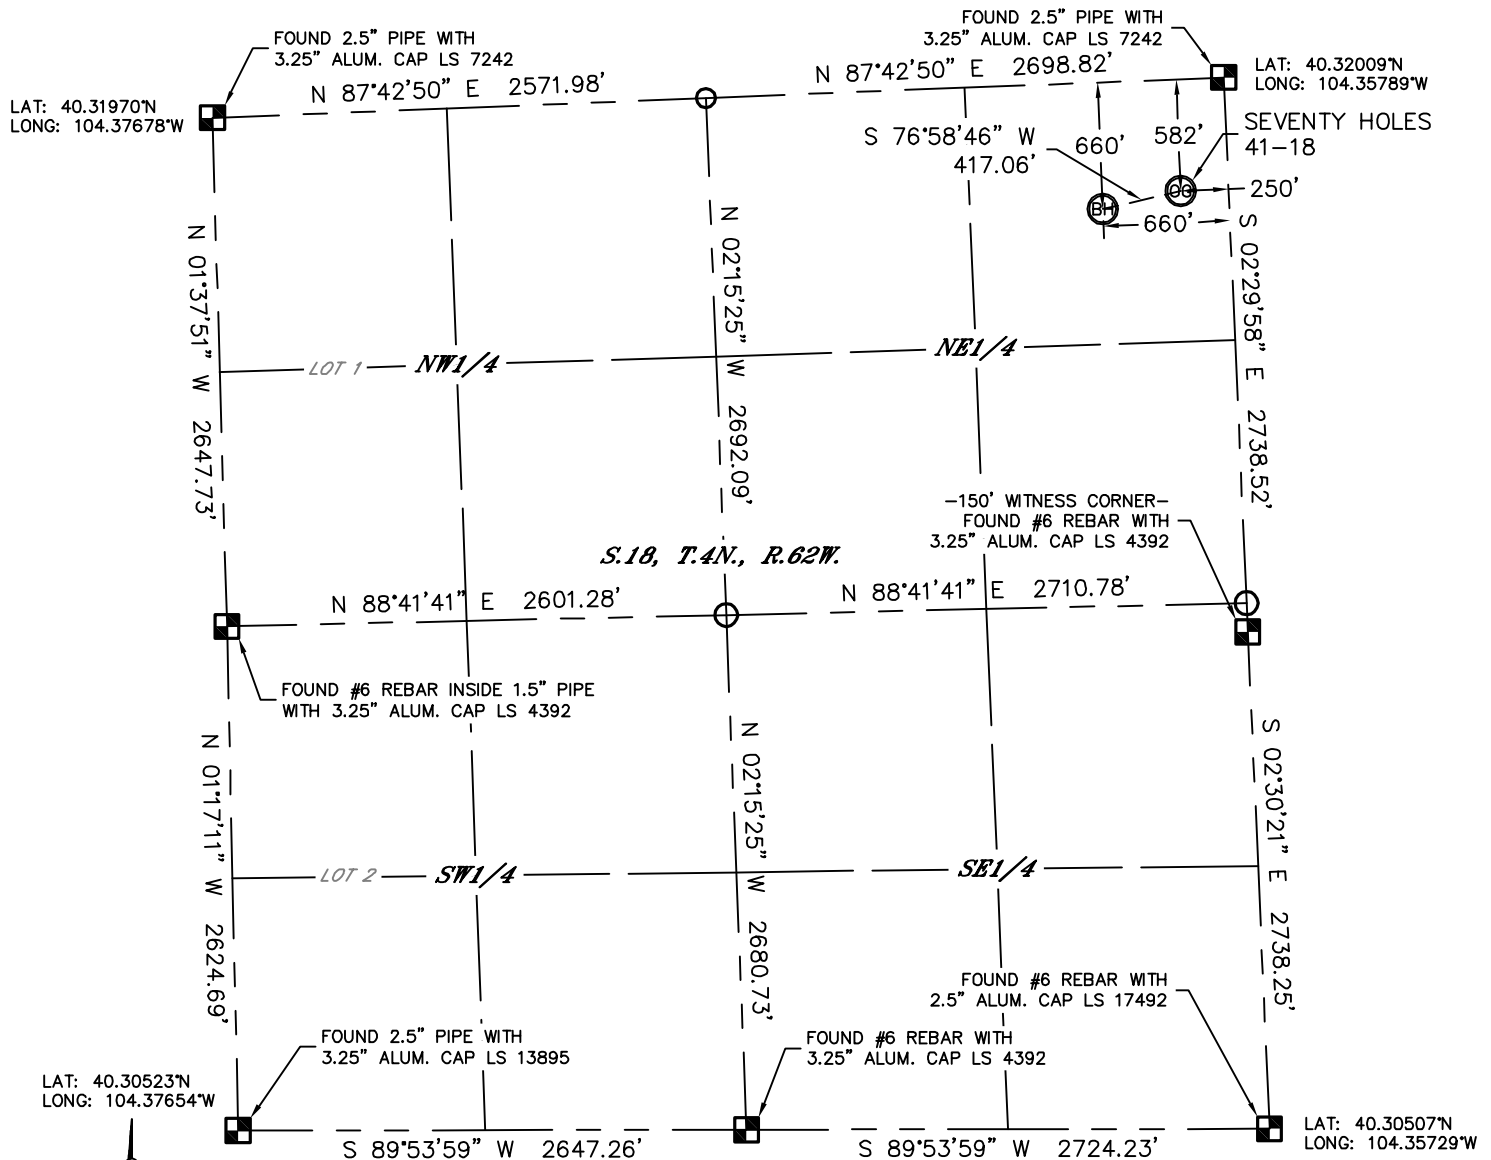 FOUND 2.5" PIPE WITH
3.25" ALUM. CAP LS 7242
FOUND 2.5" PIPE WITH
3.25" ALUM. CAP LS 7242
LAT: 40.31970°N
LONG: 104.37678°W
N 87°42'50" E 2571.98'
N 87°42'50" E 2698.82'
LAT: 40.32009°N
LONG: 104.35789°W
S 76°58'46" W
417.06'
660'
582'
SEVENTY HOLES
41-18
OG
BH
250'
660'
N 01°37'51" W 2647.73'
N 02°15'25" W 2692.09'
S 02°29'58" E 2738.52'
LOT 1
NW1/4
NE1/4
-150' WITNESS CORNER-
FOUND #6 REBAR WITH
3.25" ALUM. CAP LS 4392
S.18, T.4N., R.62W.
N 88°41'41" E 2601.28'
N 88°41'41" E 2710.78'
FOUND #6 REBAR INSIDE 1.5" PIPE
WITH 3.25" ALUM. CAP LS 4392
N 01°17'11" W 2624.69'
N 02°15'25" W 2680.73'
S 02°30'21" E 2738.25'
LOT 2
SW1/4
SE1/4
FOUND #6 REBAR WITH
2.5" ALUM. CAP LS 17492
FOUND 2.5" PIPE WITH
3.25" ALUM. CAP LS 13895
FOUND #6 REBAR WITH
3.25" ALUM. CAP LS 4392
LAT: 40.30523°N
LONG: 104.37654°W
S 89°53'59" W 2647.26'
S 89°53'59" W 2724.23'
LAT: 40.30507°N
LONG: 104.35729°W